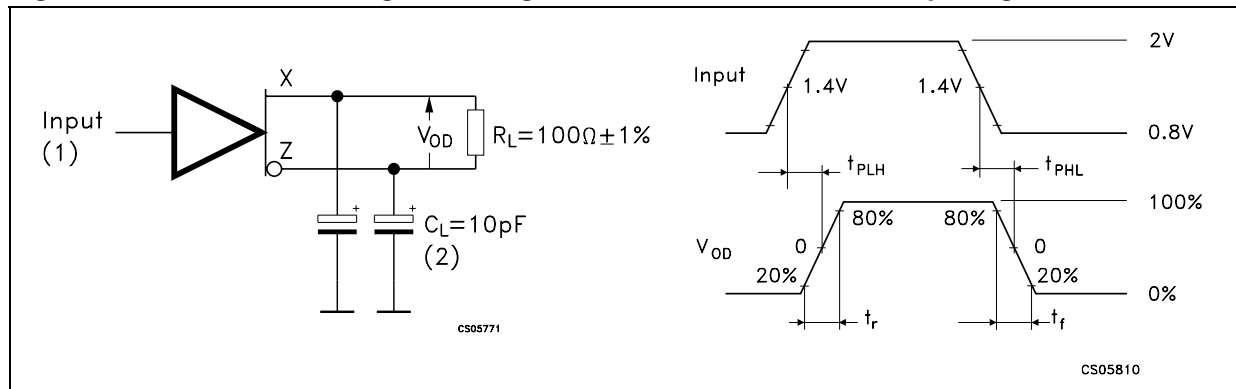 X
Input
(1)
V_OD
R_L=100Ω±1%
Z
+
+
C_L=10pF
(2)
CS05771
2V
Input
1.4V
1.4V
0.8V
t_PLH
t_PHL
100%
80%
80%
V_OD
0
0
20%
20%
0%
t_r
t_f
CS05810